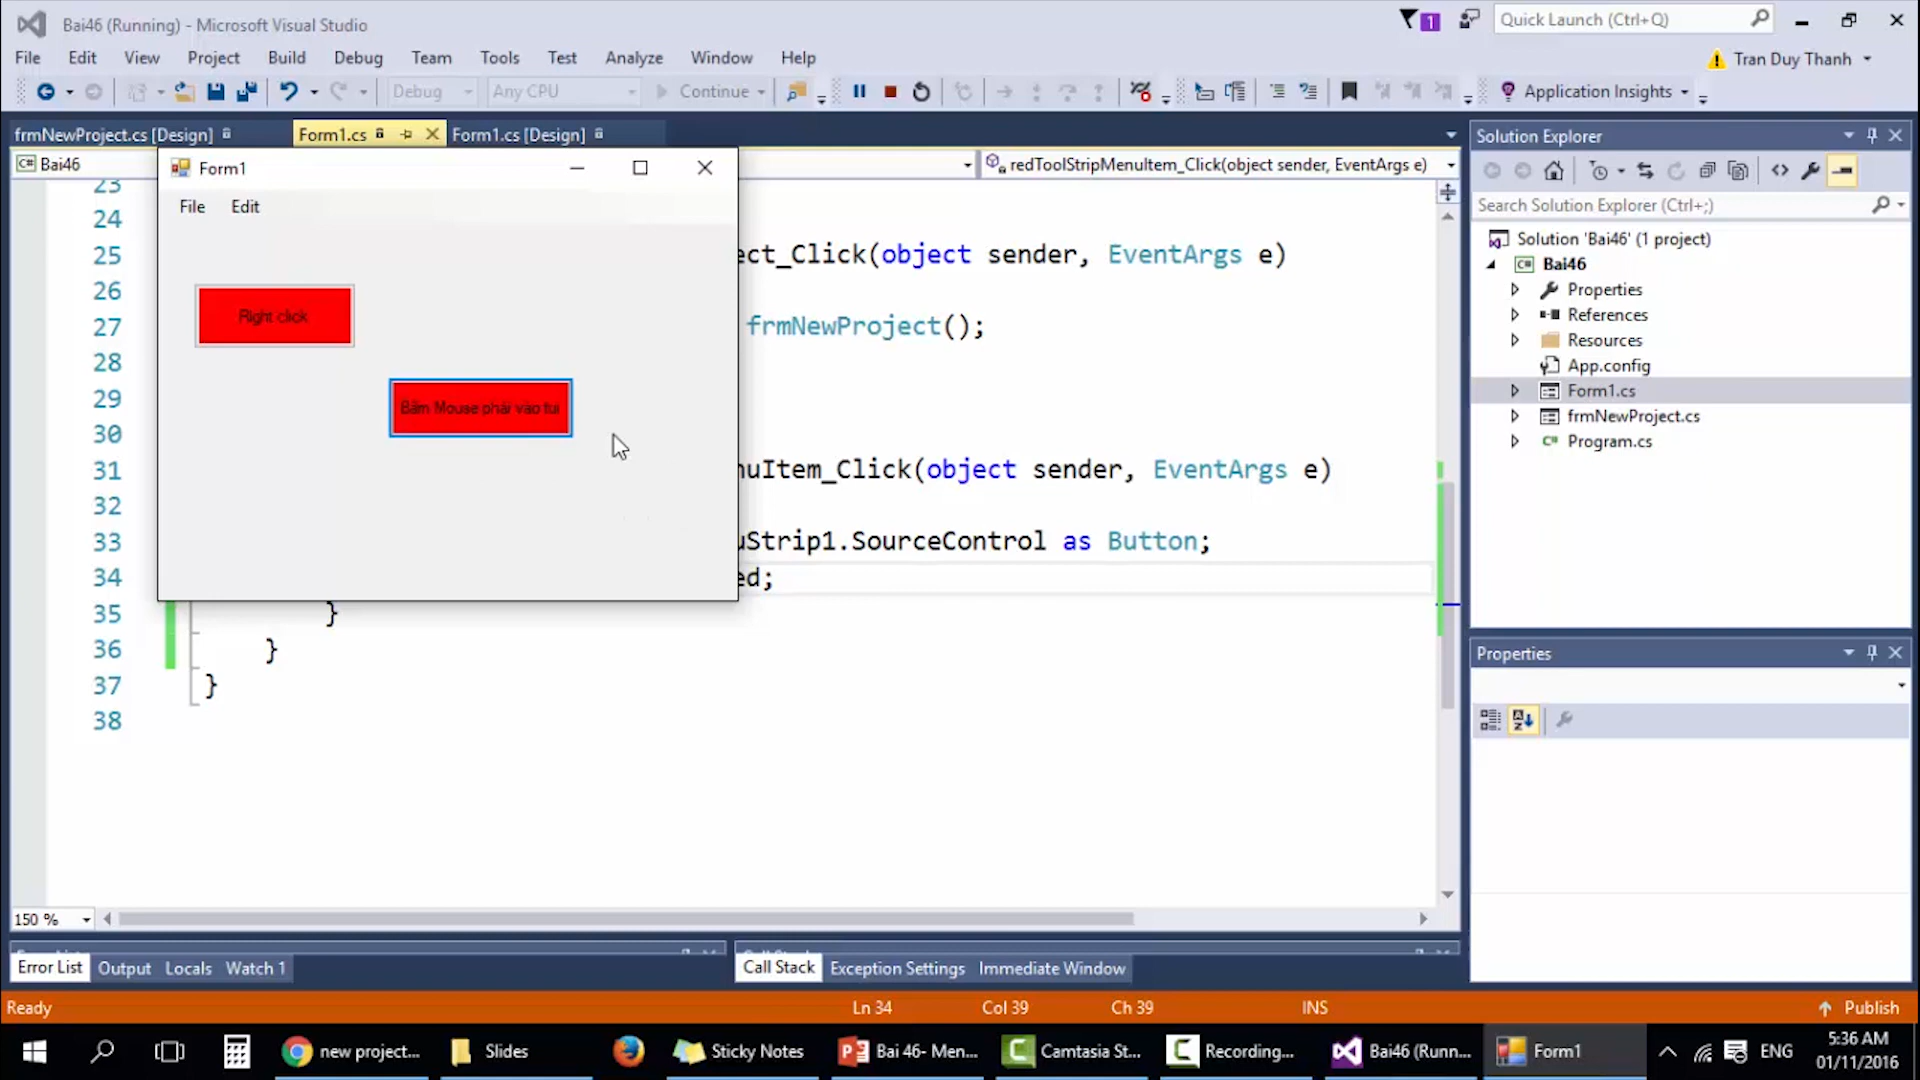 Bai46 (Running) - Microsoft Visual Studio
1
Quick Launch (Ctrl+Q)
File Edit View Project Build Debug Team Tools Test Analyze Window Help
Tran Duy Thanh
Debug Any CPU Continue Application Insights
frmNewProject.cs [Design] Form1.cs Form1.cs [Design]
C# Bai46
redToolStripMenuItem_Click(object sender, EventArgs e)
Form1
File Edit
Right click
Bấm Mouse phải vào tui
23
24
25 ect_Click(object sender, EventArgs e)
26
27 frmNewProject();
28
29
30
31 nuItem_Click(object sender, EventArgs e)
32
33 uStrip1.SourceControl as Button;
34 ed;
35 }
36 }
37 }
38
150 %
Solution Explorer
Search Solution Explorer (Ctrl+;)
Solution 'Bai46' (1 project)
C# Bai46
Properties
References
Resources
App.config
Form1.cs
frmNewProject.cs
C# Program.cs
Properties
Error List Output Locals Watch 1
Call Stack Exception Settings Immediate Window
Ready Ln 34 Col 39 Ch 39 INS Publish
new project... Slides Sticky Notes Bai 46- Men... Camtasia St... Recording... Bai46 (Runn... Form1 ENG
5:36 AM
01/11/2016